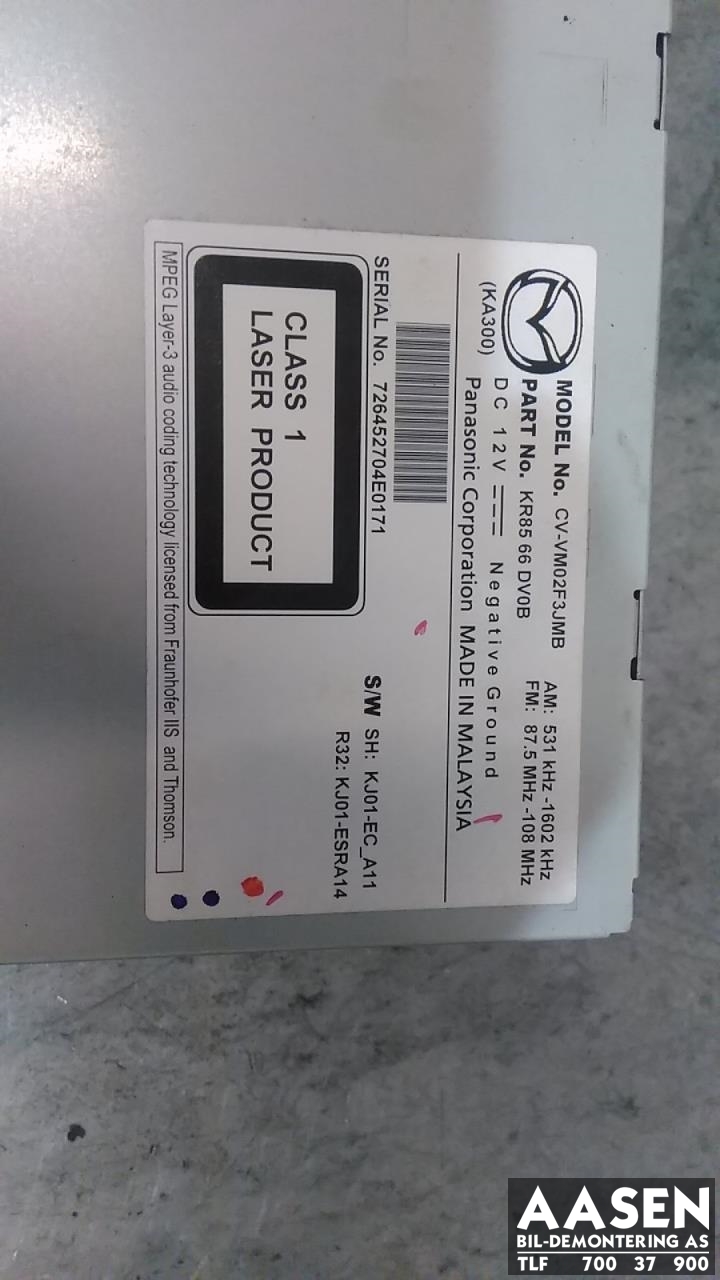 MODEL No. CV-VM02F3JMB
AM: 531 kHz -1602 kHz
PART No. KR85 66 DV0B
FM: 87.5 MHz -108 MHz
(KA300)
DC 12V Negative Ground
Panasonic Corporation MADE IN MALAYSIA
SERIAL No. 726452704E0171
S/W SH: KJ01-EC_A11
R32: KJ01-ESRA14
CLASS 1
LASER PRODUCT
MPEG Layer-3 audio coding technology licensed from Fraunhofer IIS and Thomson.
AASEN
BIL-DEMONTERING AS
TLF 700 37 900